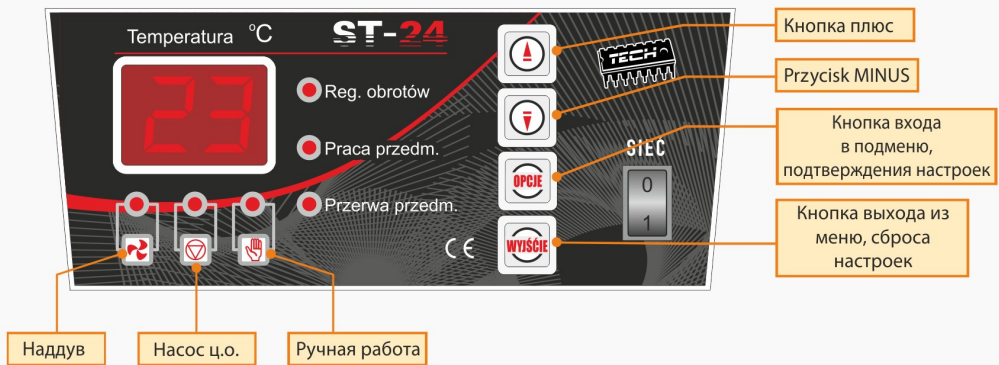 Temperatura °C
ST-24
23
Reg. obrotów
Praca przedm.
Przerwa przedm.
TECH
SIEC
0
1
OPCJE
WYJŚCIE
CE
Кнопка плюс
Przycisk MINUS
Кнопка входа
в подменю,
подтверждения настроек
Кнопка выхода из
меню, сброса
настроек
Наддув
Насос ц.о.
Ручная работа